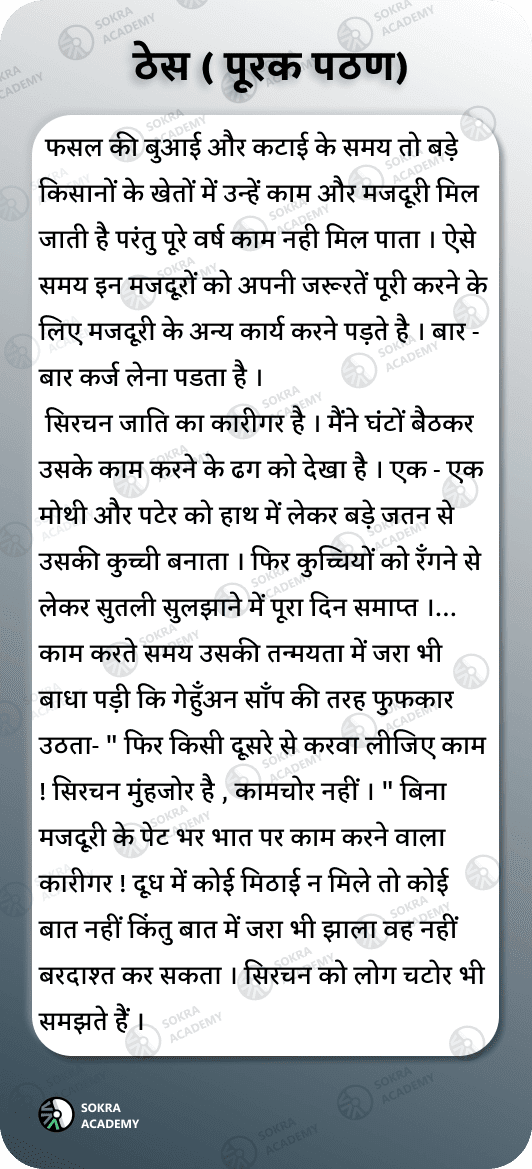 ठेस ( पूरक पठण)
फसल की बुआई और कटाई के समय तो बड़े
किसानों के खेतों में उन्हें काम और मजदूरी मिल
जाती है परंतु पूरे वर्ष काम नही मिल पाता । ऐसे
समय इन मजदूरों को अपनी जरूरतें पूरी करने के
लिए मजदूरी के अन्य कार्य करने पड़ते है । बार -
बार कर्ज लेना पडता है ।
सिरचन जाति का कारीगर है । मैंने घंटों बैठकर
उसके काम करने के ढग को देखा है । एक - एक
मोथी और पटेर को हाथ में लेकर बड़े जतन से
उसकी कुच्ची बनाता । फिर कुच्चियों को रँगने से
लेकर सुतली सुलझाने में पूरा दिन समाप्त ।...
काम करते समय उसकी तन्मयता में जरा भी
बाधा पड़ी कि गेहुँअन साँप की तरह फुफकार
उठता- " फिर किसी दूसरे से करवा लीजिए काम
! सिरचन मुंहजोर है , कामचोर नहीं । " बिना
मजदूरी के पेट भर भात पर काम करने वाला
कारीगर ! दूध में कोई मिठाई न मिले तो कोई
बात नहीं किंतु बात में जरा भी झाला वह नहीं
बरदाश्त कर सकता । सिरचन को लोग चटोर भी
समझते हैं ।
SOKRA
ACADEMY